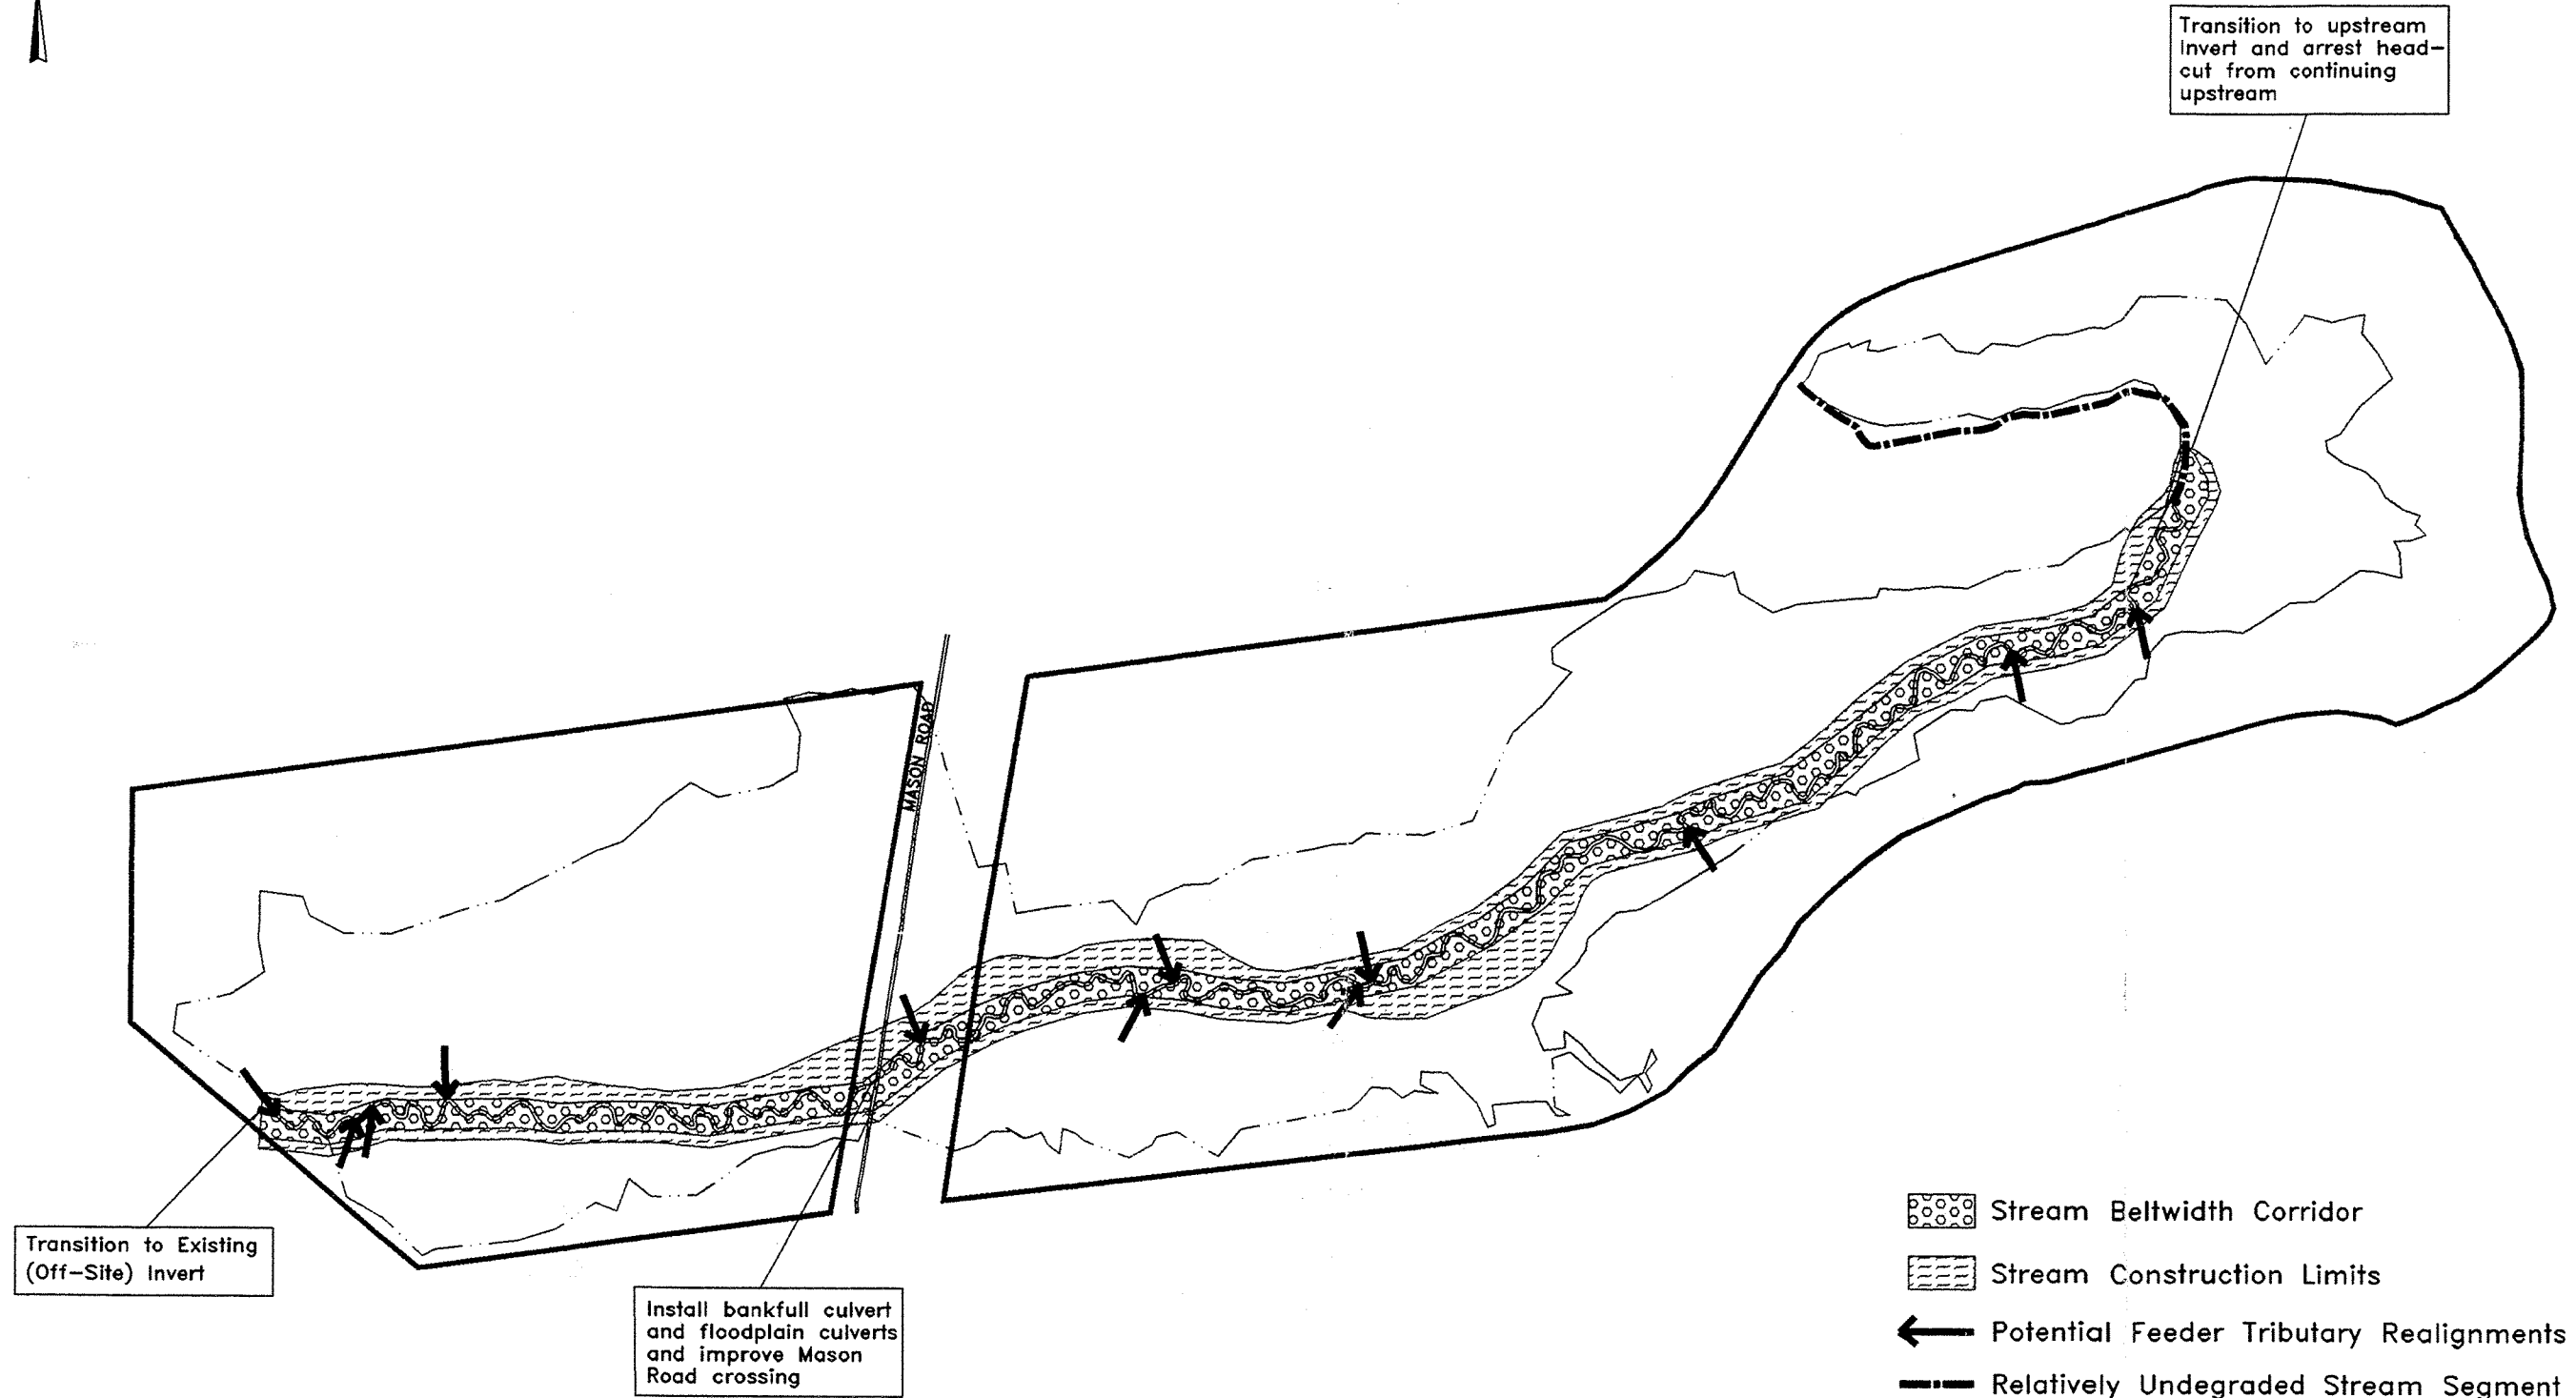 Transition to upstream
Invert and arrest head-
cut from continuing
upstream
MASON ROAD
Transition to Existing
(Off-Site) Invert
Install bankfull culvert
and floodplain culverts
and improve Mason
Road crossing
Stream Beltwidth Corridor
Stream Construction Limits
Potential Feeder Tributary Realignments
Relatively Undegraded Stream Segment